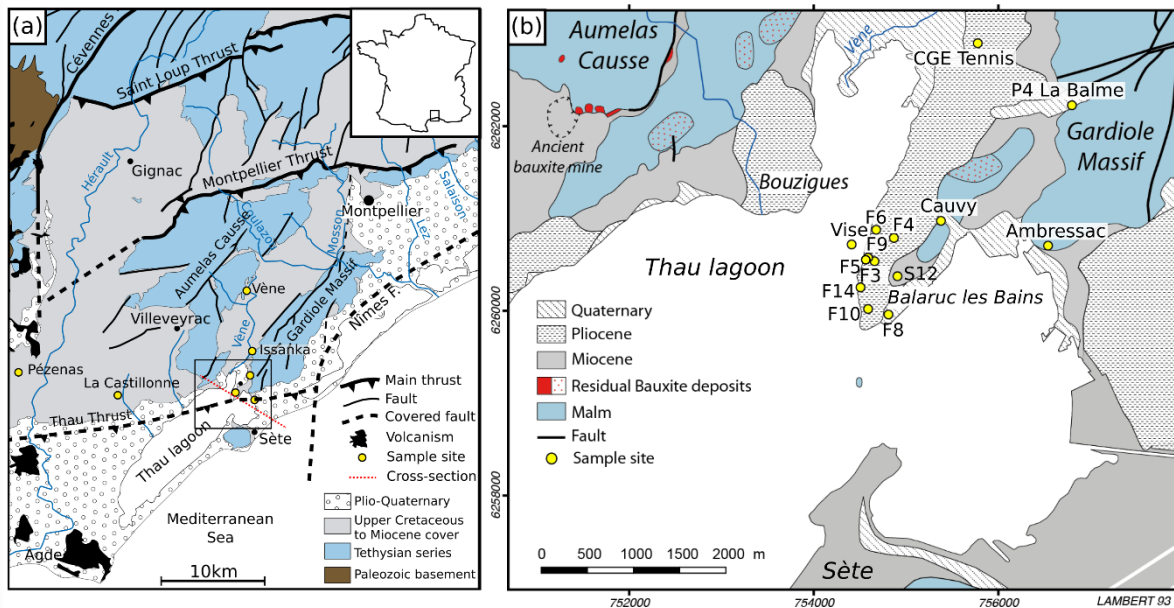 (a)
Cévennes
Saint Loup Thrust
Hérault
Gignac
Montpellier Thrust
Salaison
Coulazou
Montpellier
Lez
Mosson
Aumelas Causse
Gardiole Massif
Vène
Nîmes F.
Villeveyrac
Vène
Issanka
Pézenas
La Castillonne
Thau Thrust
Thau lagoon
Sète
Mediterranean
Sea
Agde
10km
Main thrust
Fault
Covered fault
Volcanism
Sample site
Cross-section
Plio-Quaternary
Upper Cretaceous
to Miocene cover
Tethysian series
Paleozoic basement
(b)
Aumelas
Causse
Vène
CGE Tennis
P4 La Balme
Ancient
bauxite mine
Gardiole
Massif
Bouzigues
Cauvy
F6
F4
Vise
F9
Ambressac
F5
F3
S12
Thau lagoon
F14
Balaruc les Bains
F10
F8
Quaternary
Pliocene
Miocene
Residual Bauxite deposits
Malm
Fault
Sample site
0 500 1000 1500 2000 m
Sète
6262000
6260000
6258000
752000
754000
756000
LAMBERT 93